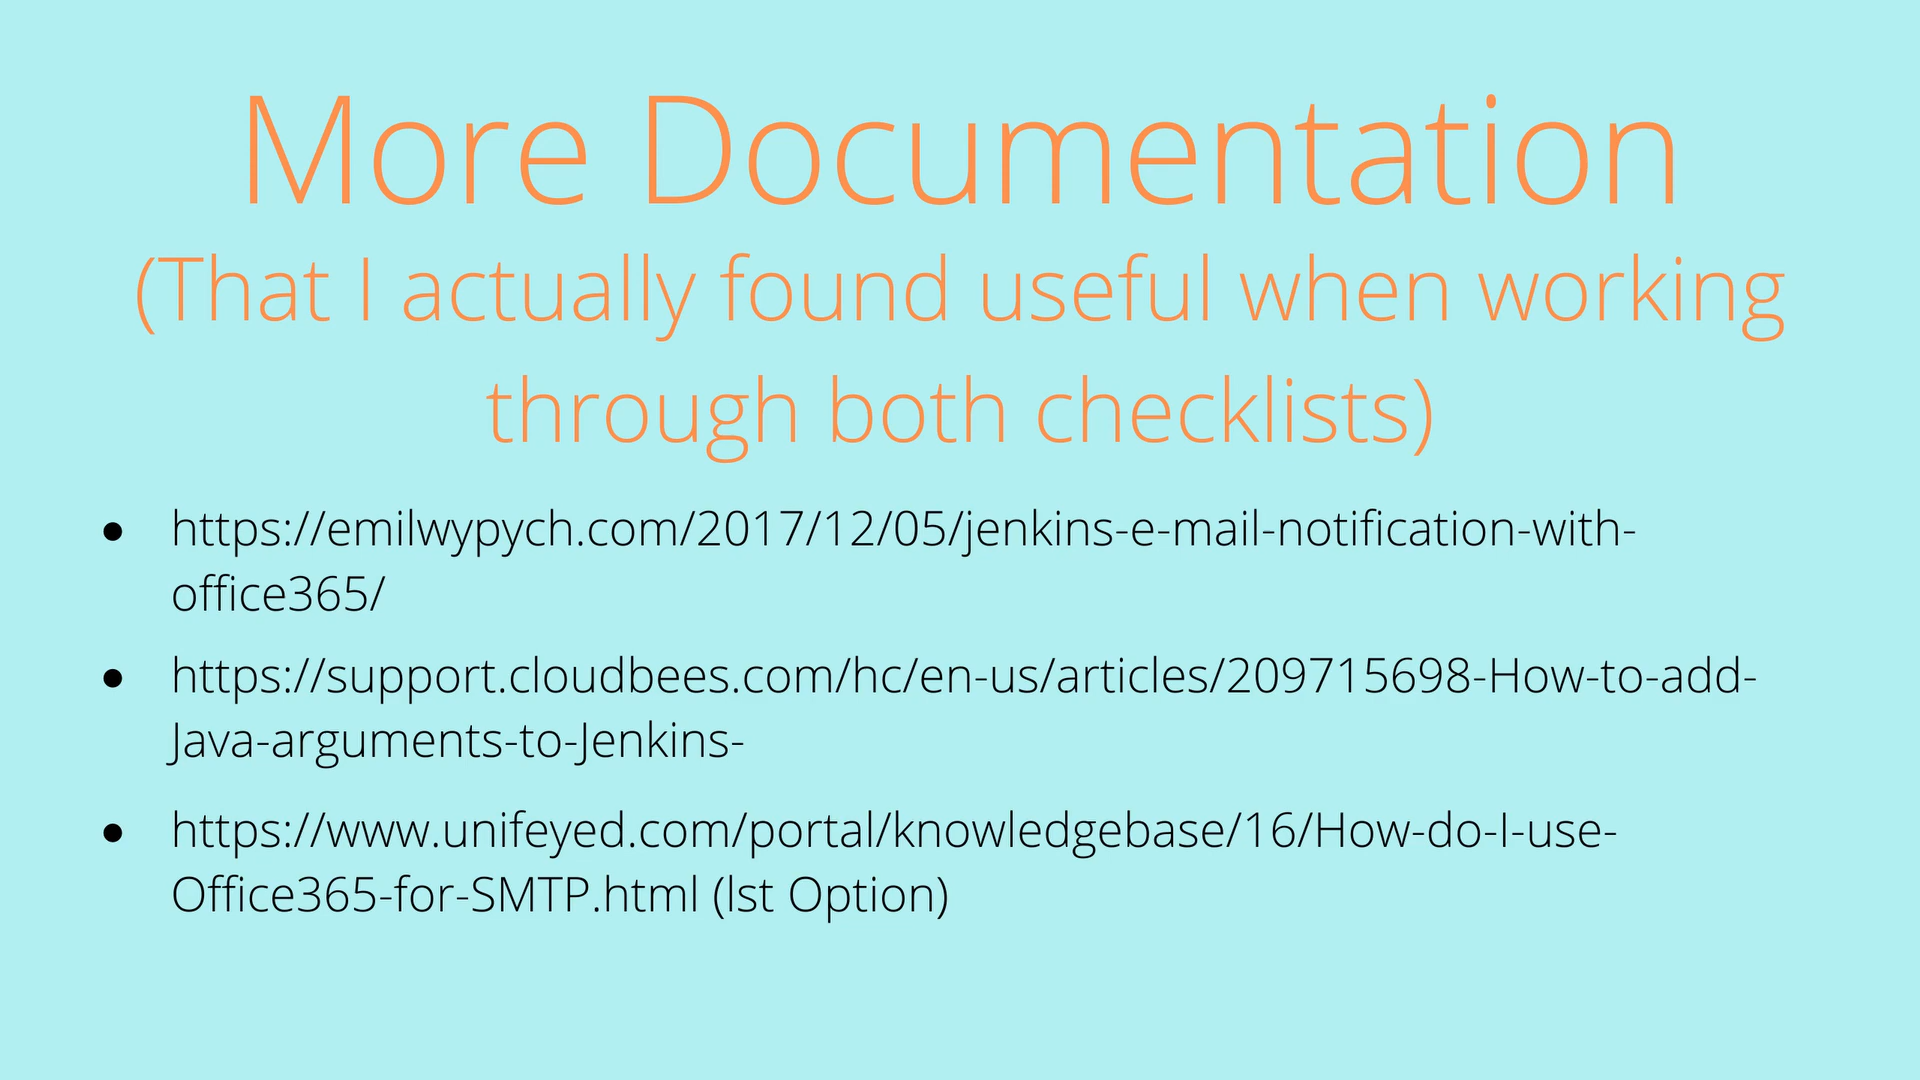 More Documentation
(That I actually found useful when working
through both checklists)
● https://emilwypych.com/2017/12/05/jenkins-e-mail-notification-with-
office365/
● https://support.cloudbees.com/hc/en-us/articles/209715698-How-to-add-
Java-arguments-to-Jenkins-
● https://www.unifeyed.com/portal/knowledgebase/16/How-do-I-use-
Office365-for-SMTP.html (lst Option)